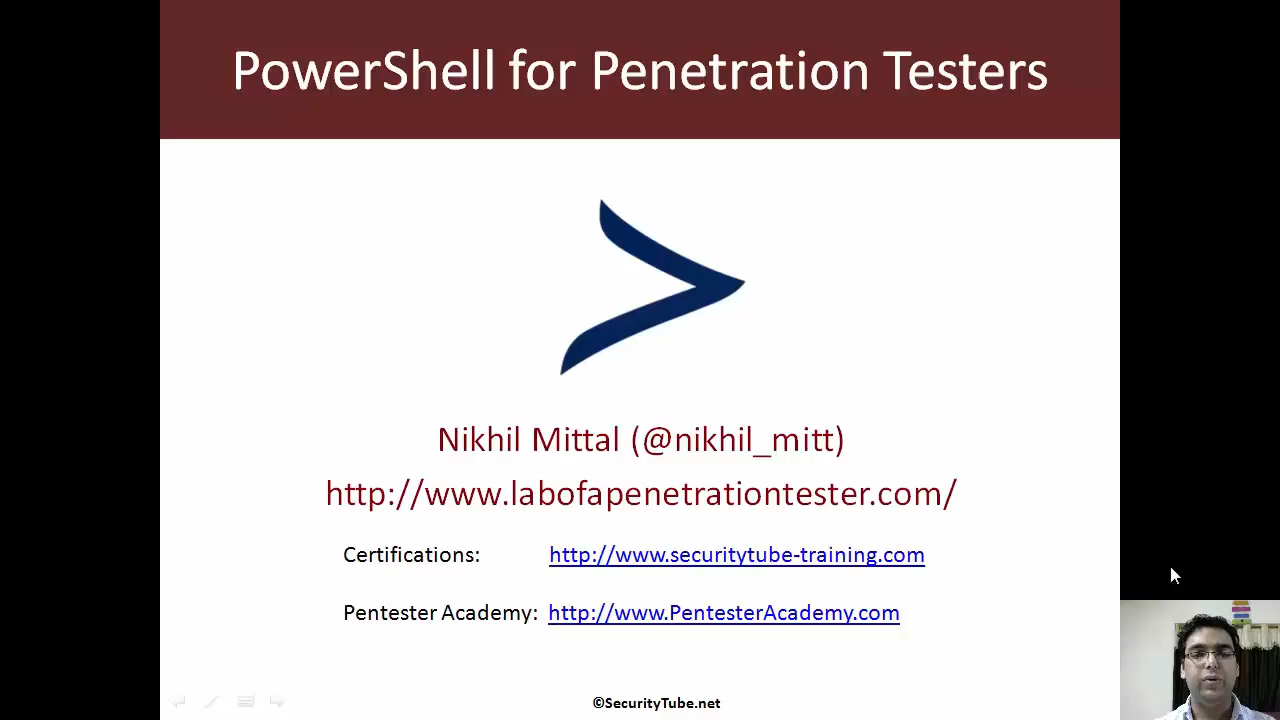 PowerShell for Penetration Testers
Nikhil Mittal (@nikhil_mitt)
http://www.labofapenetrationtester.com/
Certifications: http://www.securitytube-training.com
Pentester Academy: http://www.PentesterAcademy.com
©SecurityTube.net